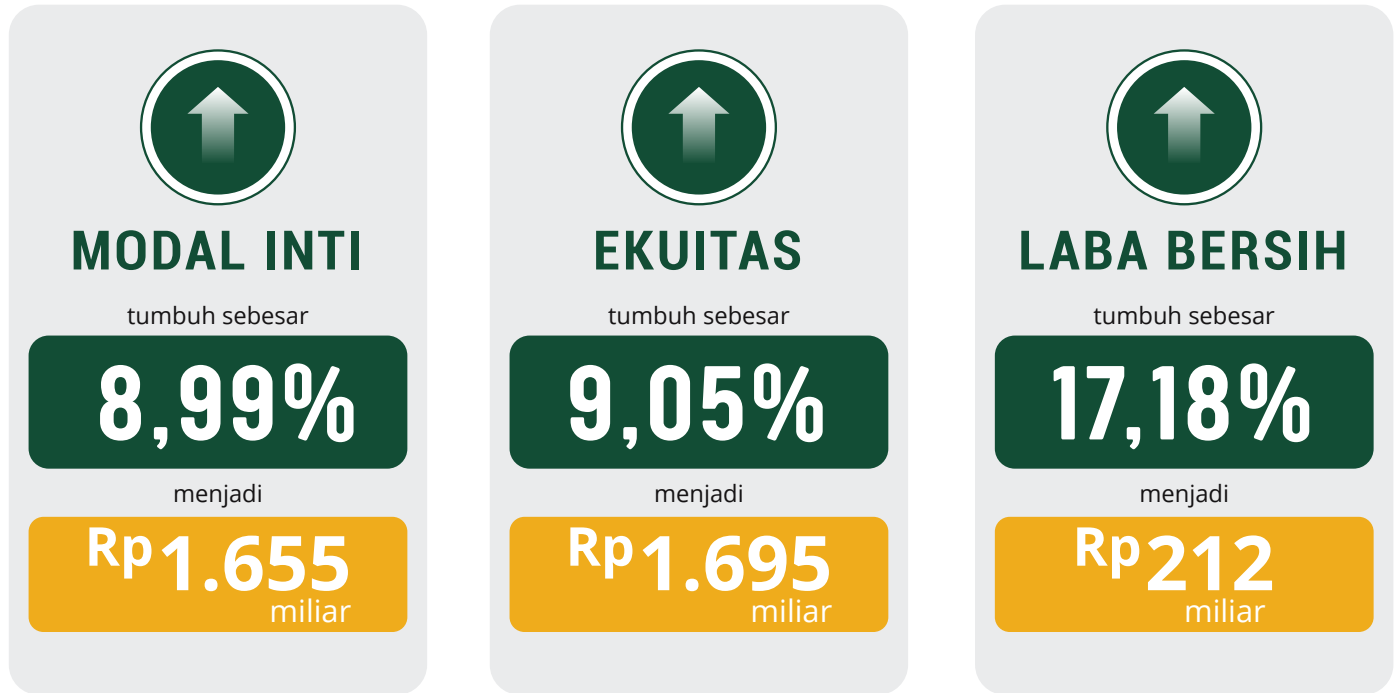 MODAL INTI
tumbuh sebesar
8,99%
menjadi
Rp1.655
miliar
EKUITAS
tumbuh sebesar
9,05%
menjadi
Rp1.695
miliar
LABA BERSIH
tumbuh sebesar
17,18%
menjadi
Rp212
miliar